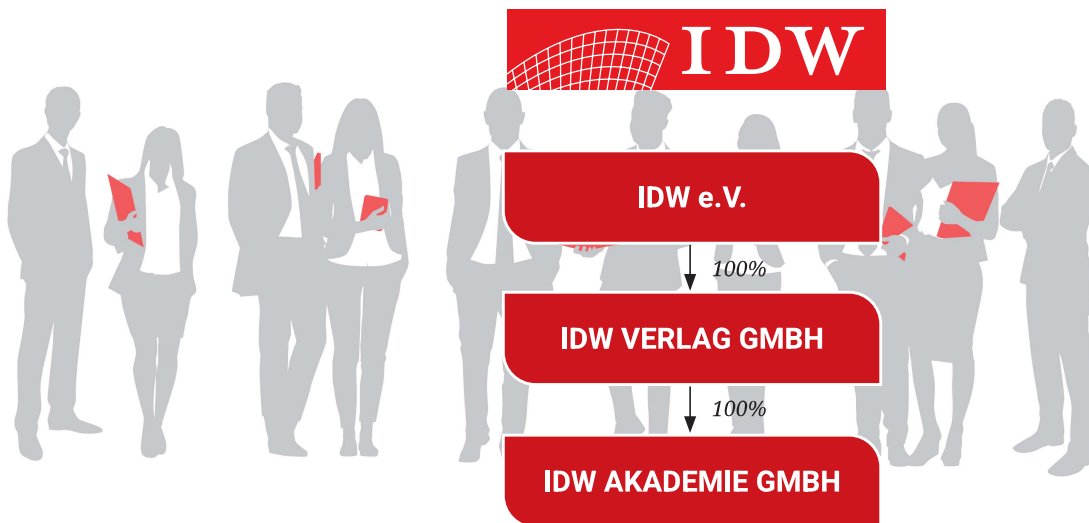 IDW
IDW e.V.
100%
IDW VERLAG GMBH
100%
IDW AKADEMIE GMBH